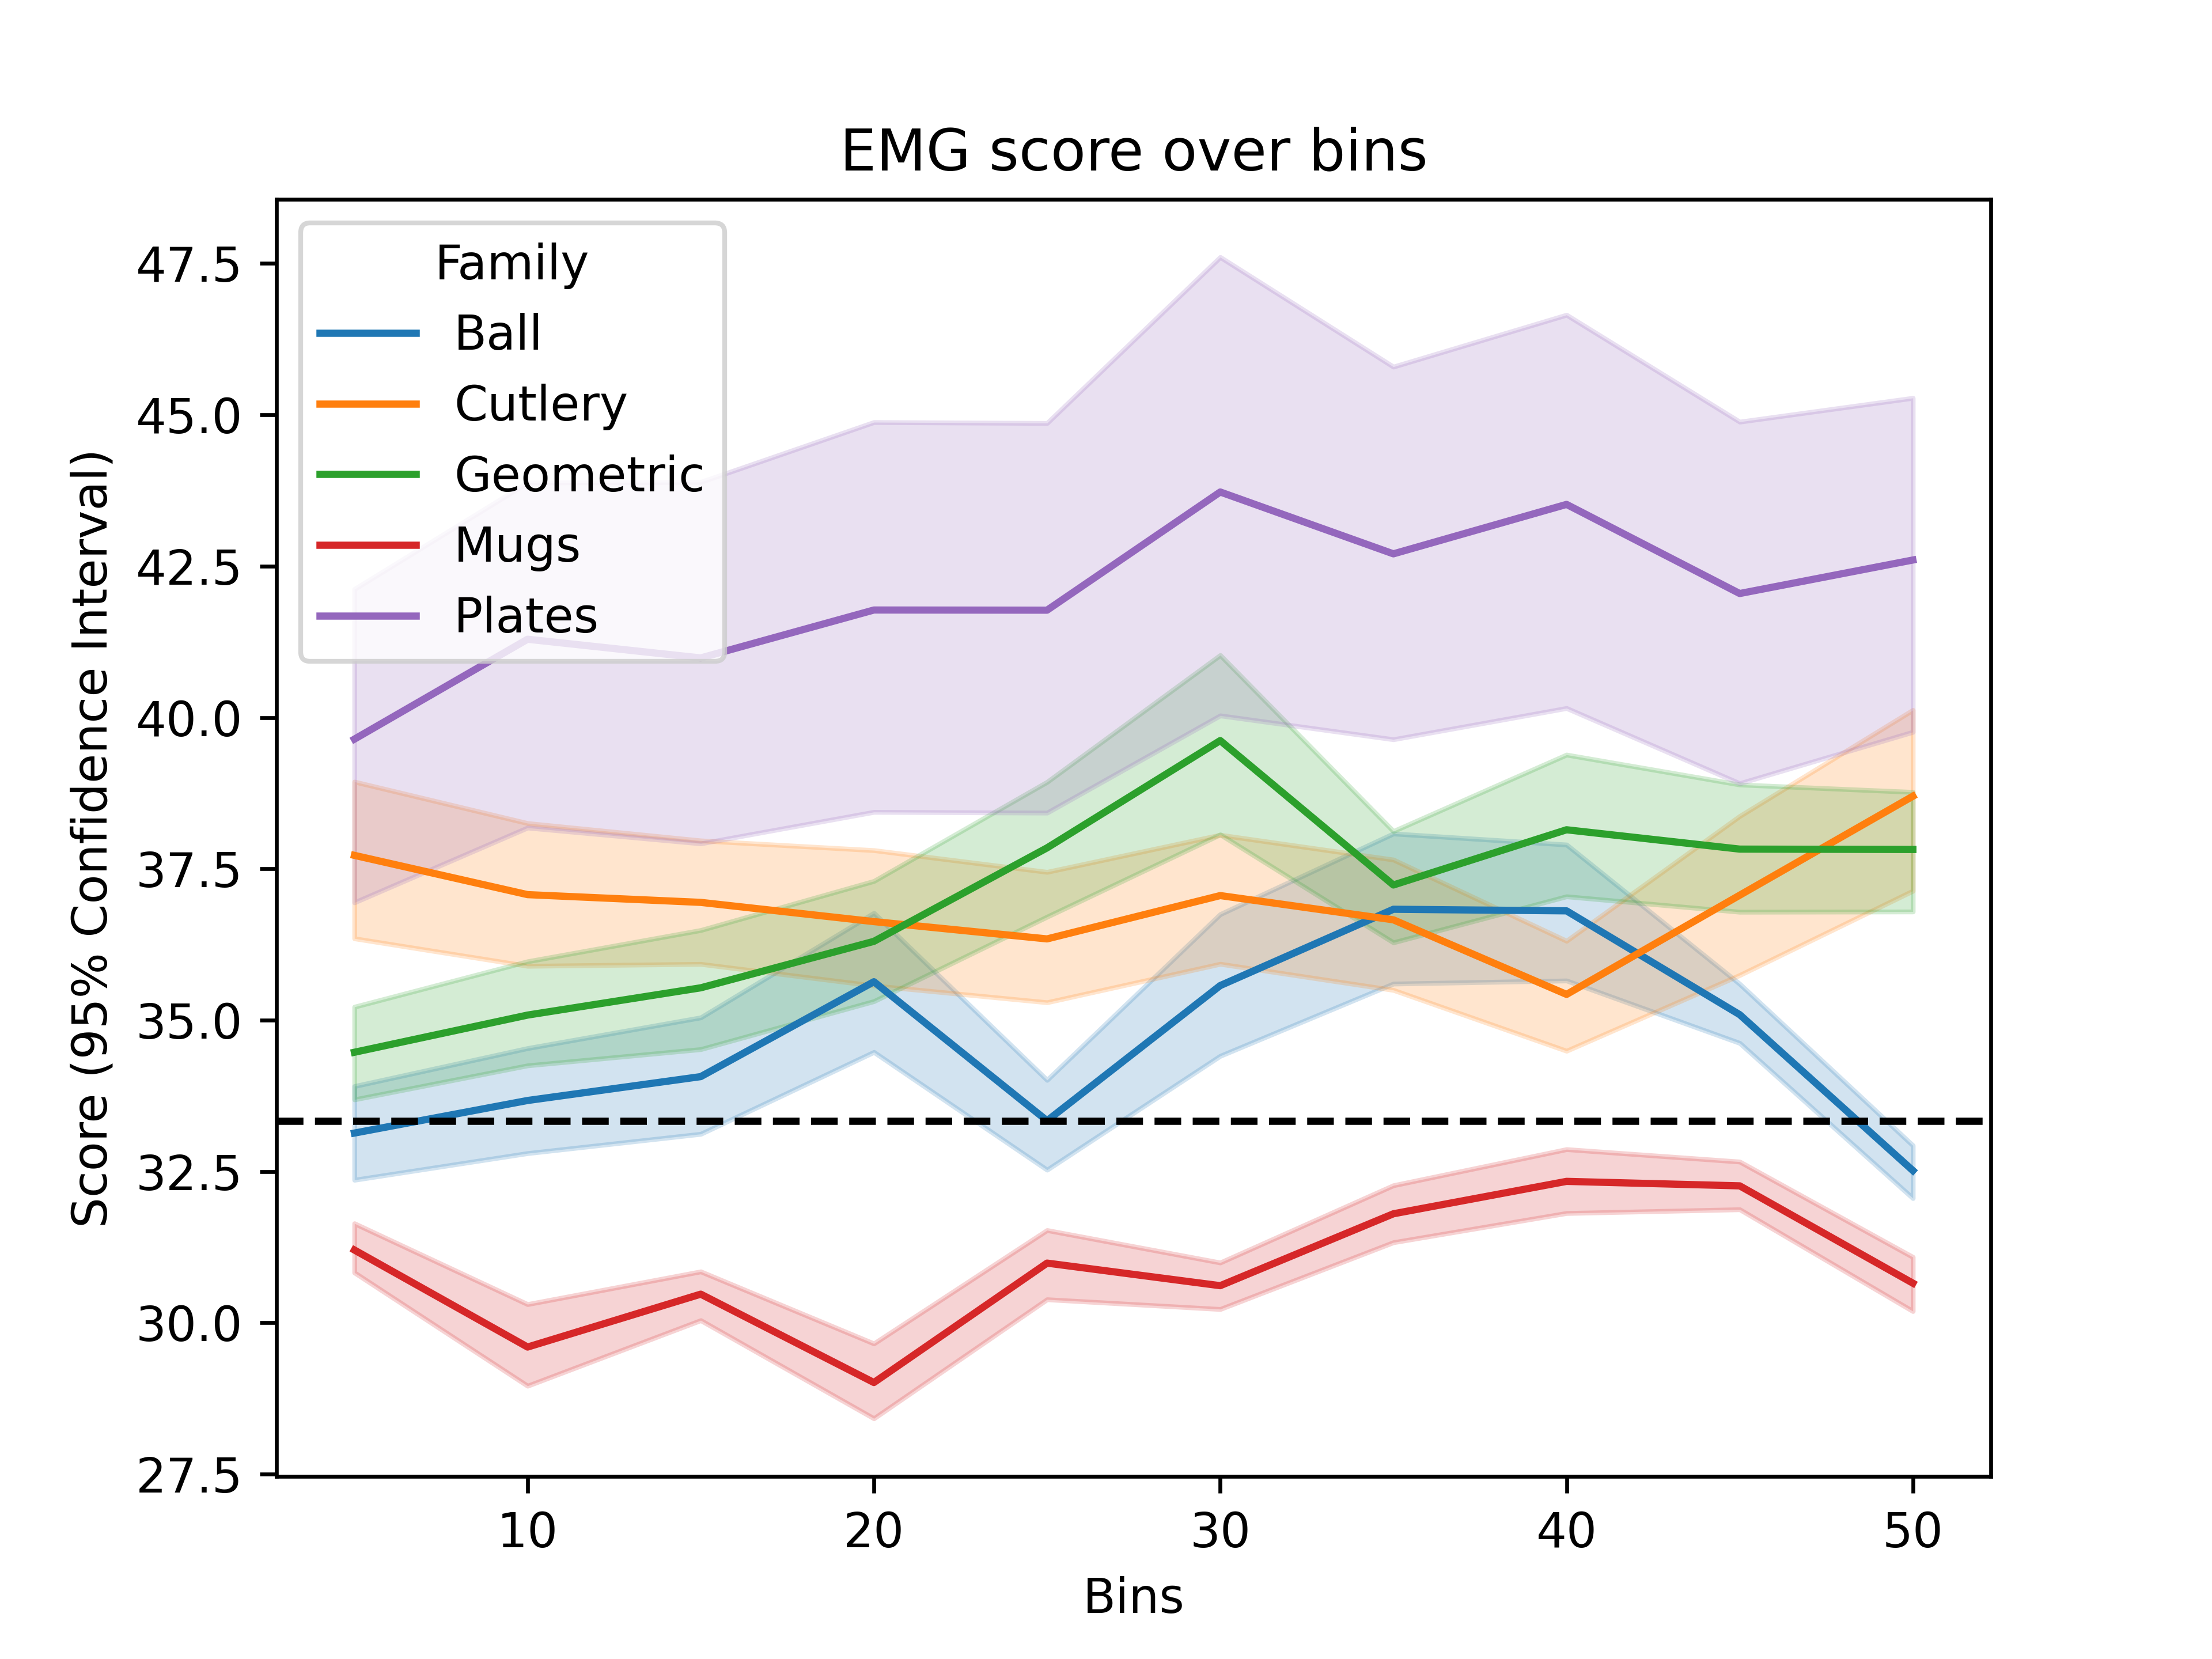 EMG score over bins
Family
Ball
Cutlery
Geometric
Mugs
Plates
Score (95% Confidence Interval)
47.5
45.0
42.5
40.0
37.5
35.0
32.5
30.0
27.5
10 20 30 40 50
Bins